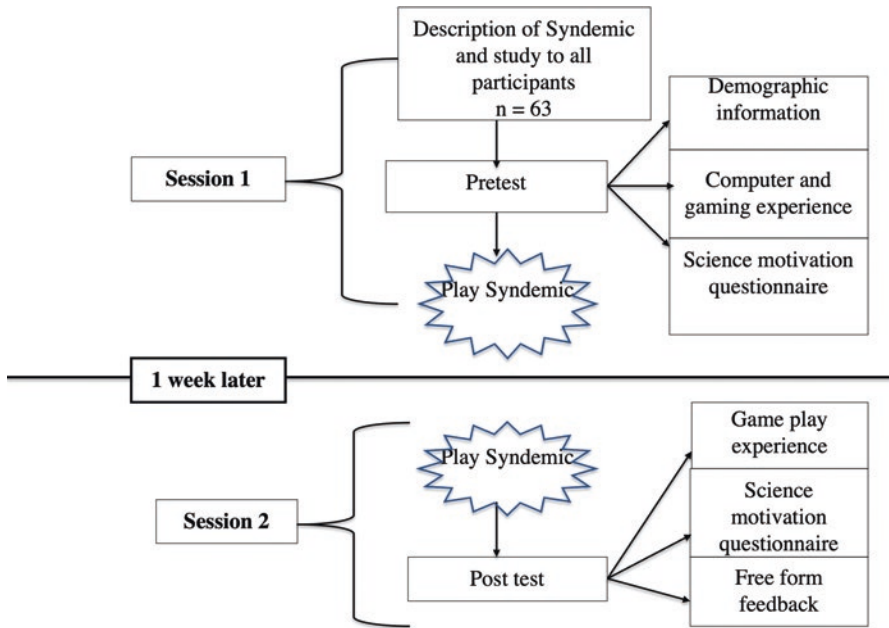 Description of Syndemic
and study to all
participants
n = 63
Demographic
information
Session 1
Pretest
Computer and
gaming experience
Play Syndemic
Science motivation
questionnaire
1 week later
Play Syndemic
Game play
experience
Session 2
Science
motivation
questionnaire
Post test
Free form
feedback